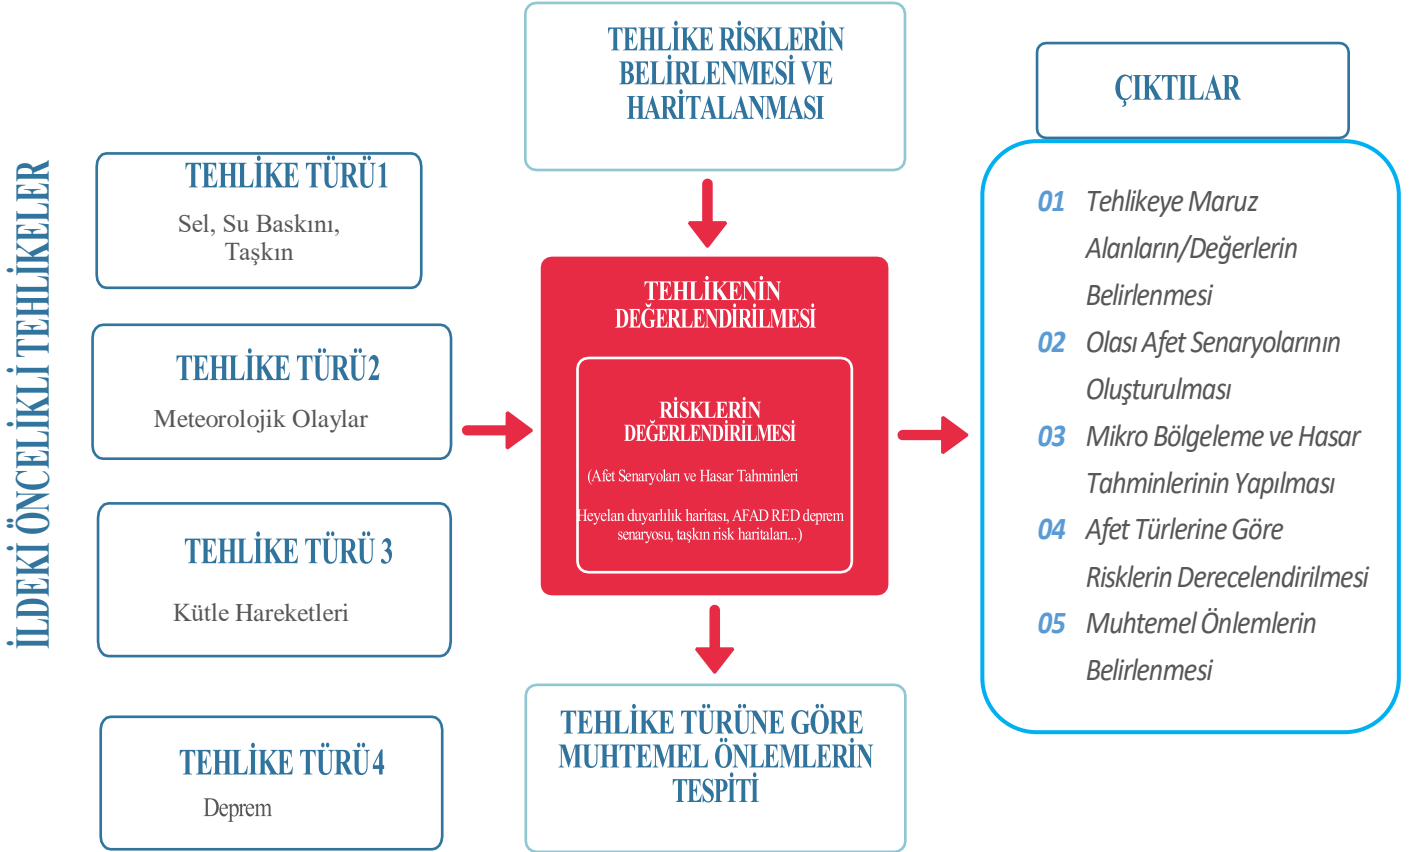 İLDEKİ ÖNCELİKLİ TEHLİKELER
TEHLİKE TÜRÜ1
Sel, Su Baskını,
Taşkın
TEHLİKE TÜRÜ2
Meteorolojik Olaylar
TEHLİKE TÜRÜ 3
Kütle Hareketleri
TEHLİKE TÜRÜ4
Deprem
TEHLİKE RİSKLERİN
BELİRLENMESİ VE
HARİTALANMASI
TEHLİKENİN
DEĞERLENDİRİLMESİ
RİSKLERİN
DEĞERLENDİRİLMESİ
(Afet Senaryoları ve Hasar Tahminleri
Heyelan duyarlılık haritası, AFAD RED deprem
senaryosu, taşkın risk haritaları...)
TEHLİKE TÜRÜNE GÖRE
MUHTEMEL ÖNLEMLERİN
TESPİTİ
ÇIKTILAR
01 Tehlikeye Maruz
Alanların/Değerlerin
Belirlenmesi
02 Olası Afet Senaryolarının
Oluşturulması
03 Mikro Bölgeleme ve Hasar
Tahminlerinin Yapılması
04 Afet Türlerine Göre
Risklerin Derecelendirilmesi
05 Muhtemel Önlemlerin
Belirlenmesi